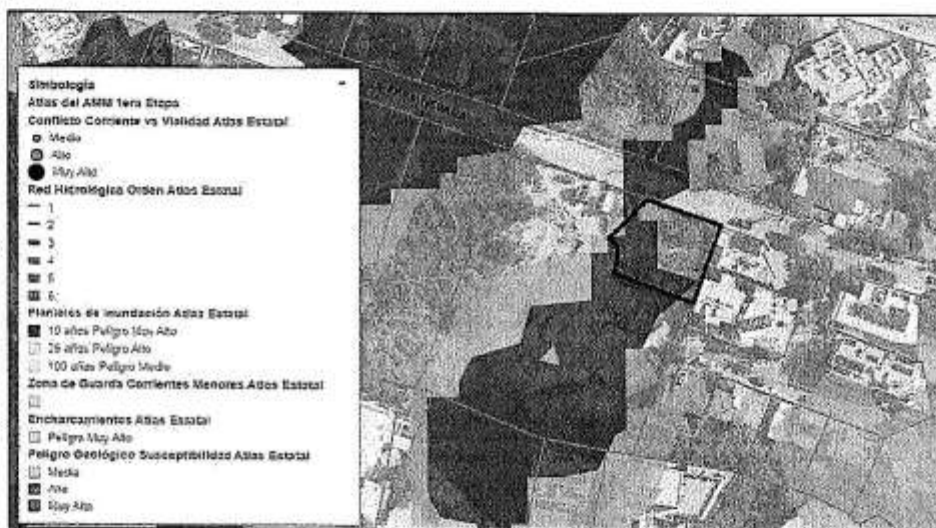 Simbología
Atlas del AMM 1era Etapa
Conflicto Corriente vs Vialidad Atlas Estatal
Medio
Alto
Muy Alto
Red Hidrológica Orden Atlas Estatal
1
2
3
4
5
6
Planicies de Inundación Atlas Estatal
10 años Peligro Muy Alto
25 años Peligro Alto
100 años Peligro Medio
Zona de Guarda Corrientes Menores Atlas Estatal
Encharcamientos Atlas Estatal
Peligro Muy Alto
Peligro Geológico Susceptibilidad Atlas Estatal
Media
Alta
Muy Alta